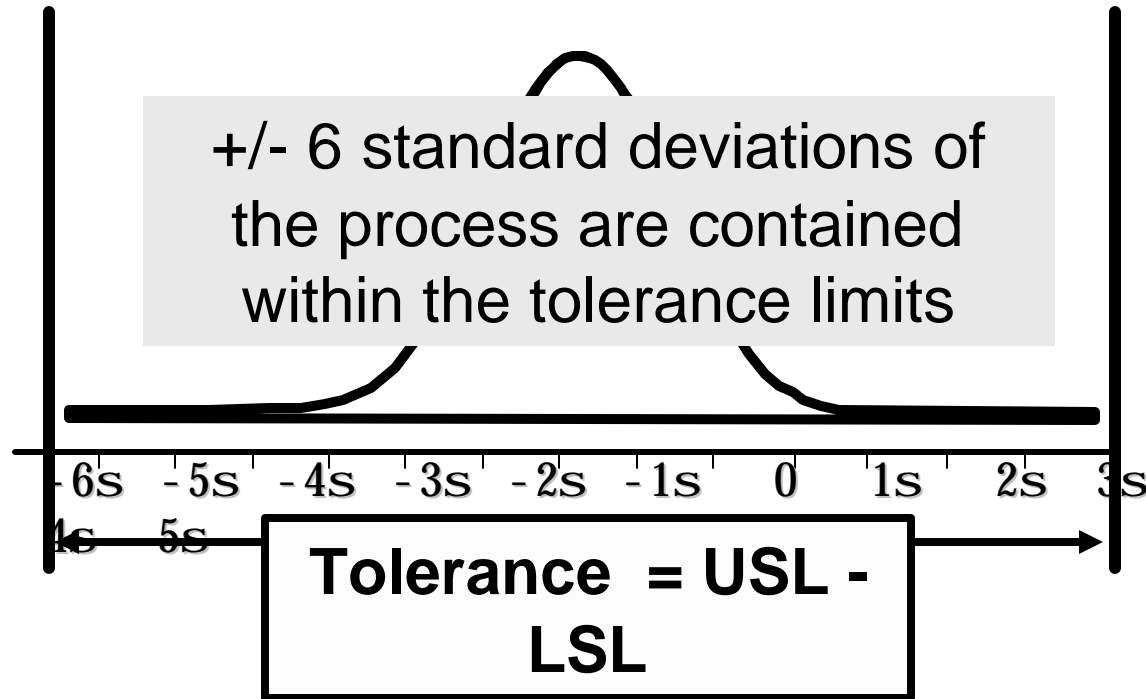 +/- 6 standard deviations of
the process are contained
within the tolerance limits
-6s -5s -4s -3s -2s -1s 0 1s 2s 3s
4s 5s
Tolerance = USL -
LSL